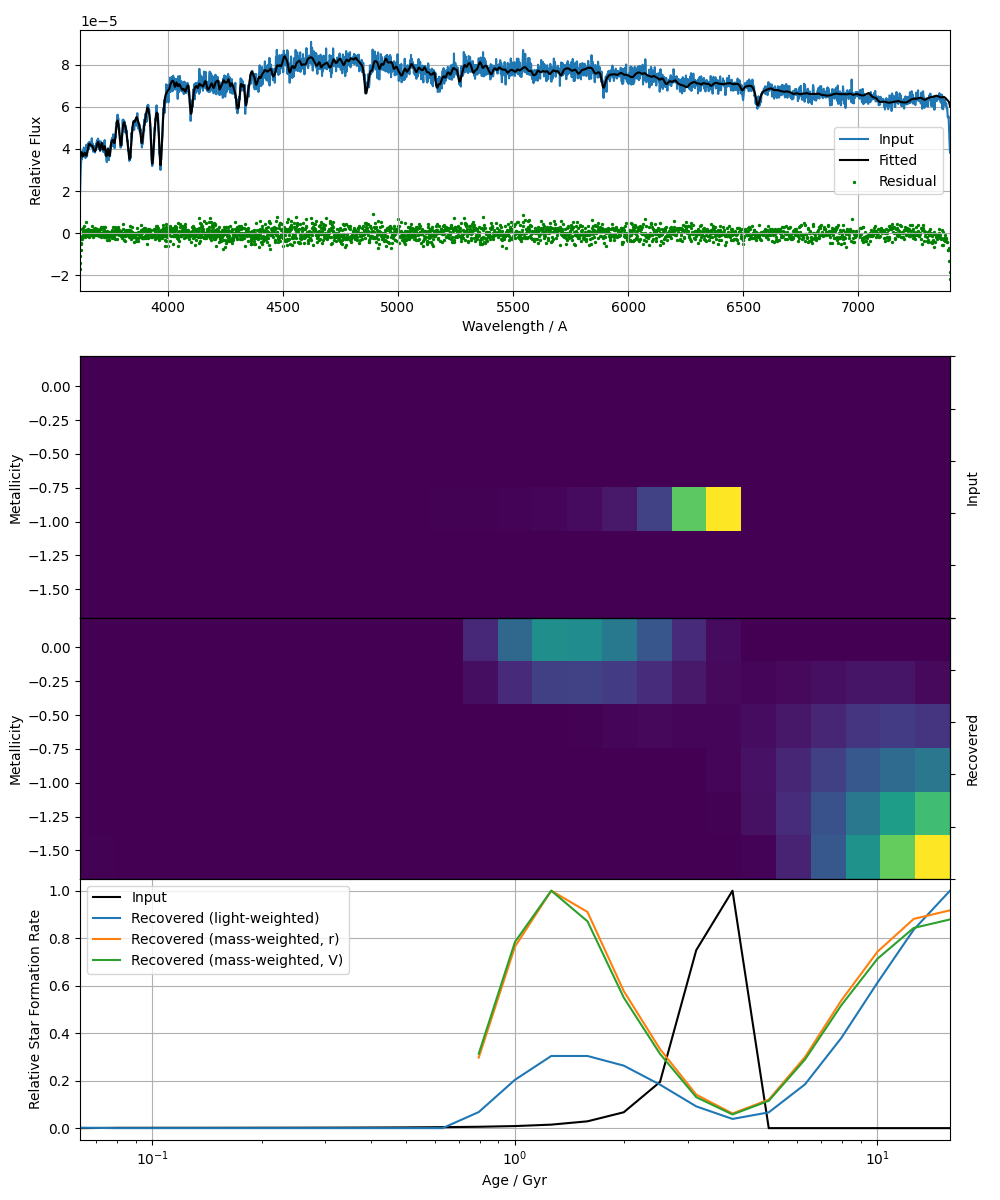 1e−5
8
6
4
2
0
−2
Relative Flux
Input
Fitted
Residual
4000 4500 5000 5500 6000 6500 7000
Wavelength / A
0.00
−0.25
−0.50
−0.75
−1.00
−1.25
−1.50
Metallicity
Input
0.00
−0.25
−0.50
−0.75
−1.00
−1.25
−1.50
Metallicity
Recovered
1.0
0.8
0.6
0.4
0.2
0.0
Relative Star Formation Rate
Input
Recovered (light-weighted)
Recovered (mass-weighted, r)
Recovered (mass-weighted, V)
10⁻¹ 10⁰ 10¹
Age / Gyr